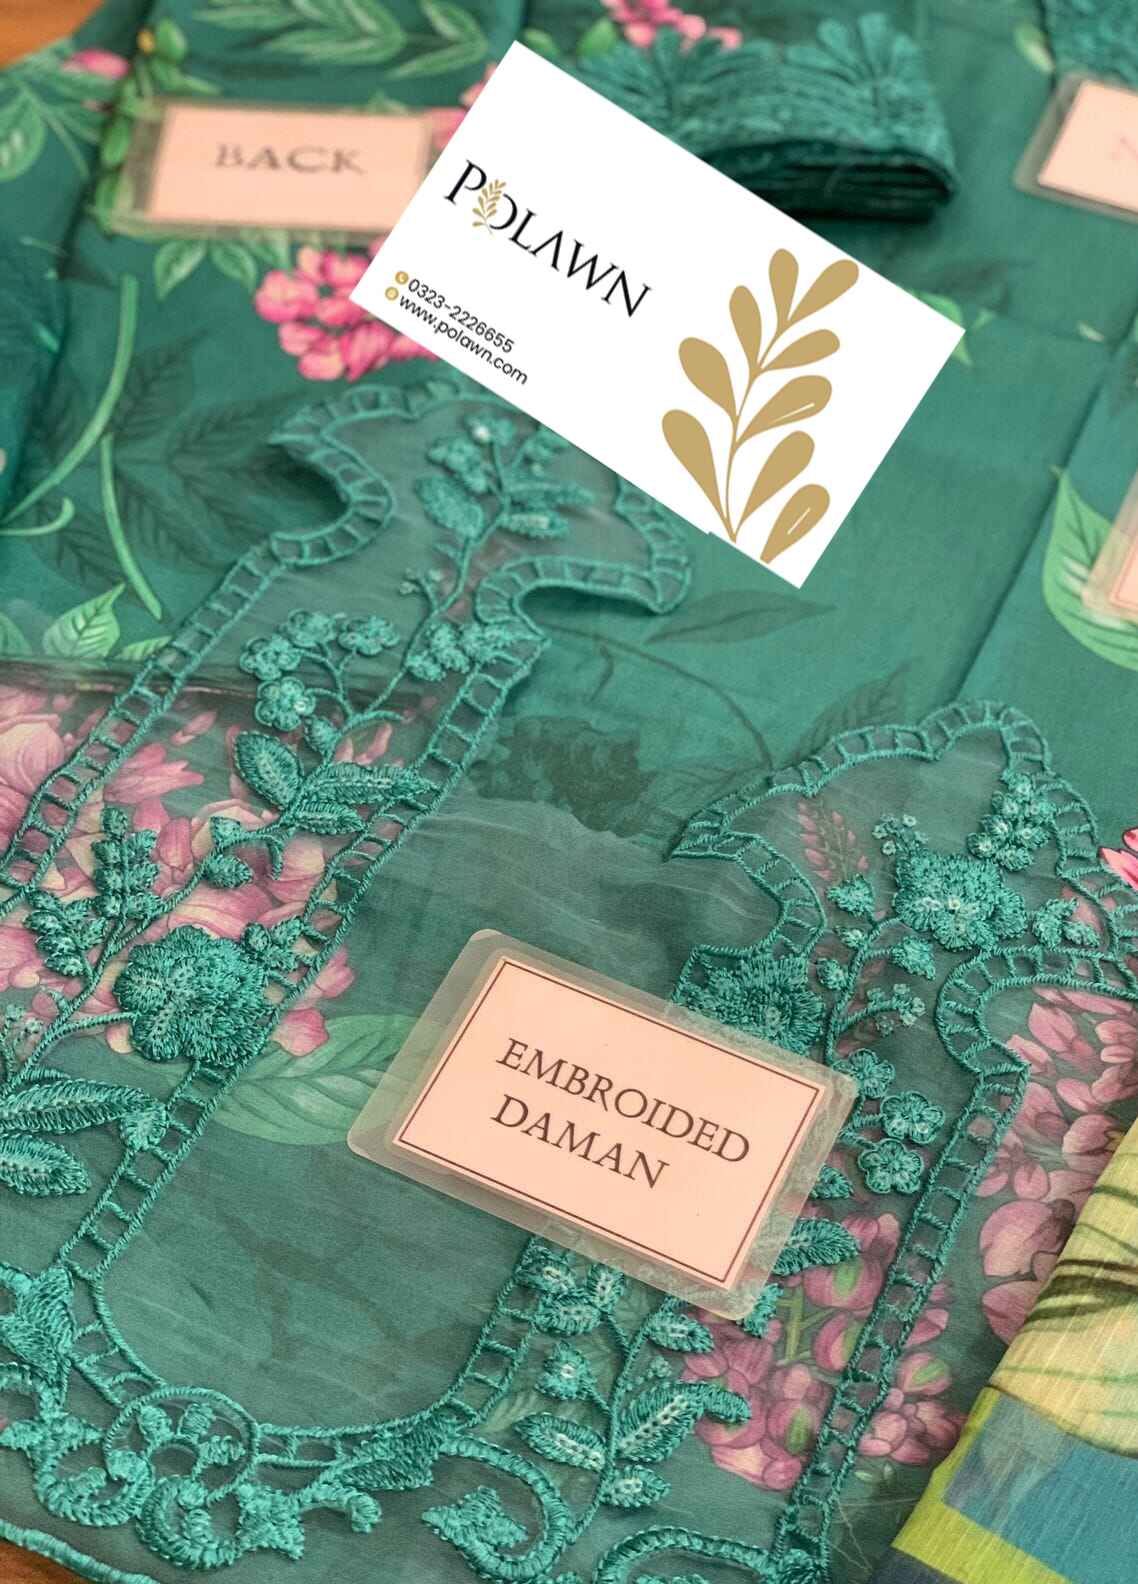 BACK
POLAWN
0323-2226655
www.polawn.com
EMBROIDED
DAMAN